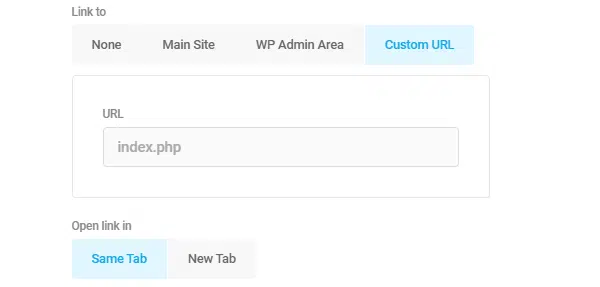 Link to
None Main Site WP Admin Area Custom URL
URL
index.php
Open link in
Same Tab New Tab